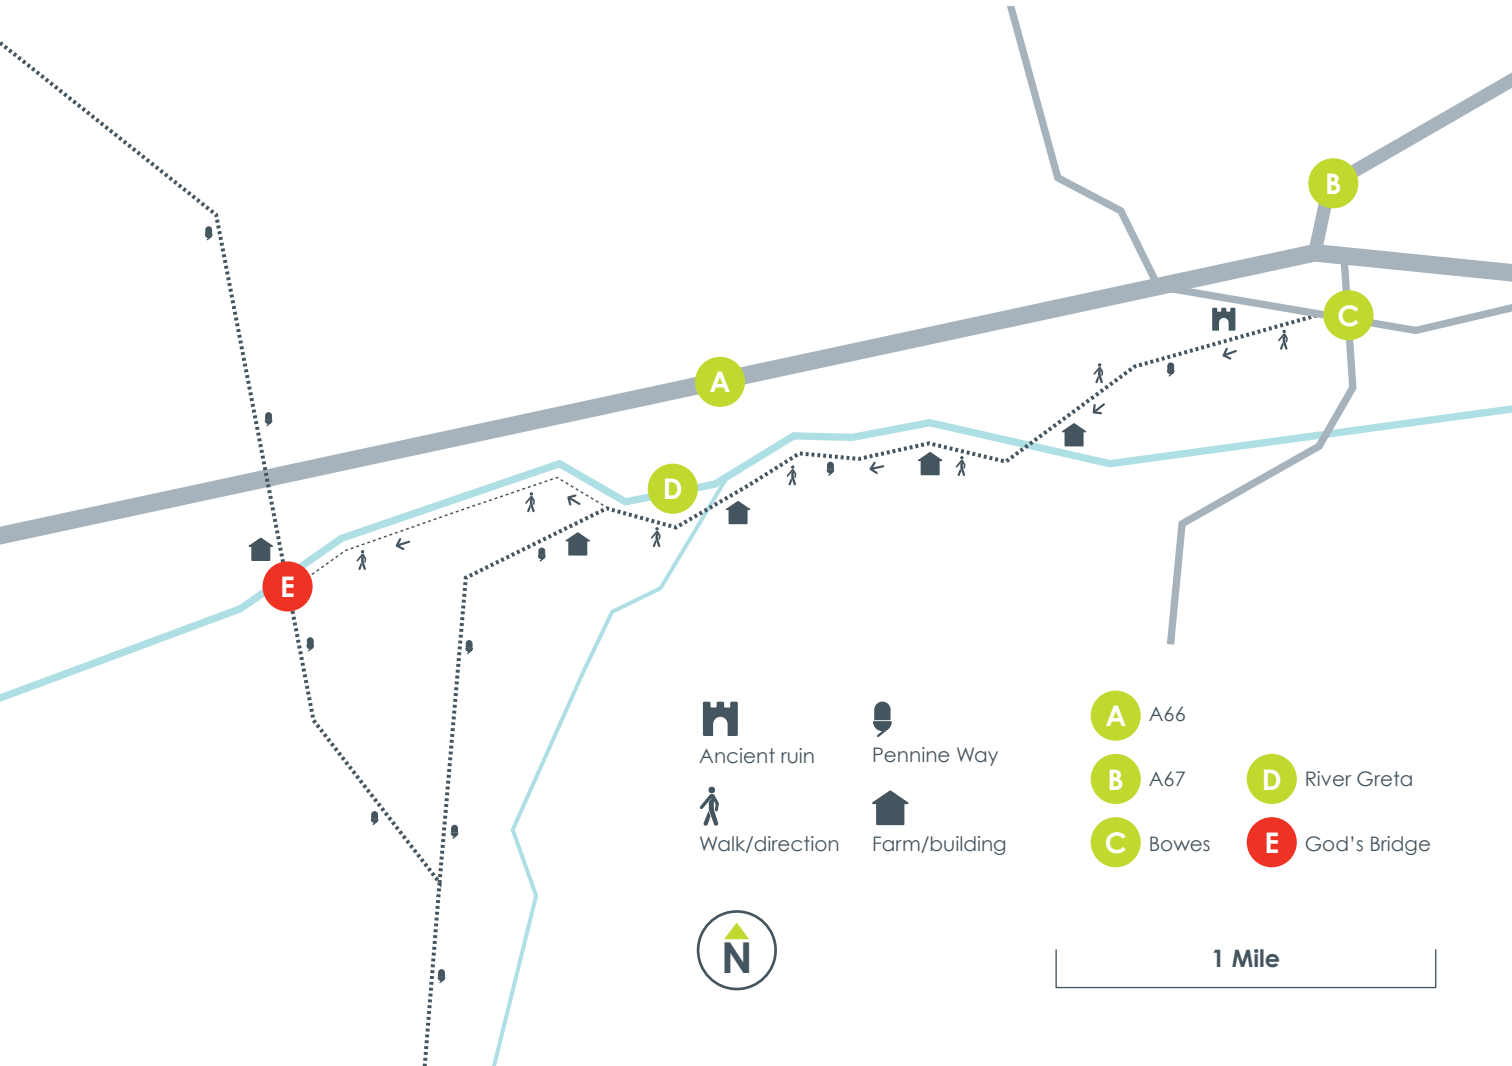 B
C
A
D
E
Ancient ruin
Pennine Way
Walk/direction
Farm/building
A A66
B A67
C Bowes
D River Greta
E God's Bridge
N
1 Mile